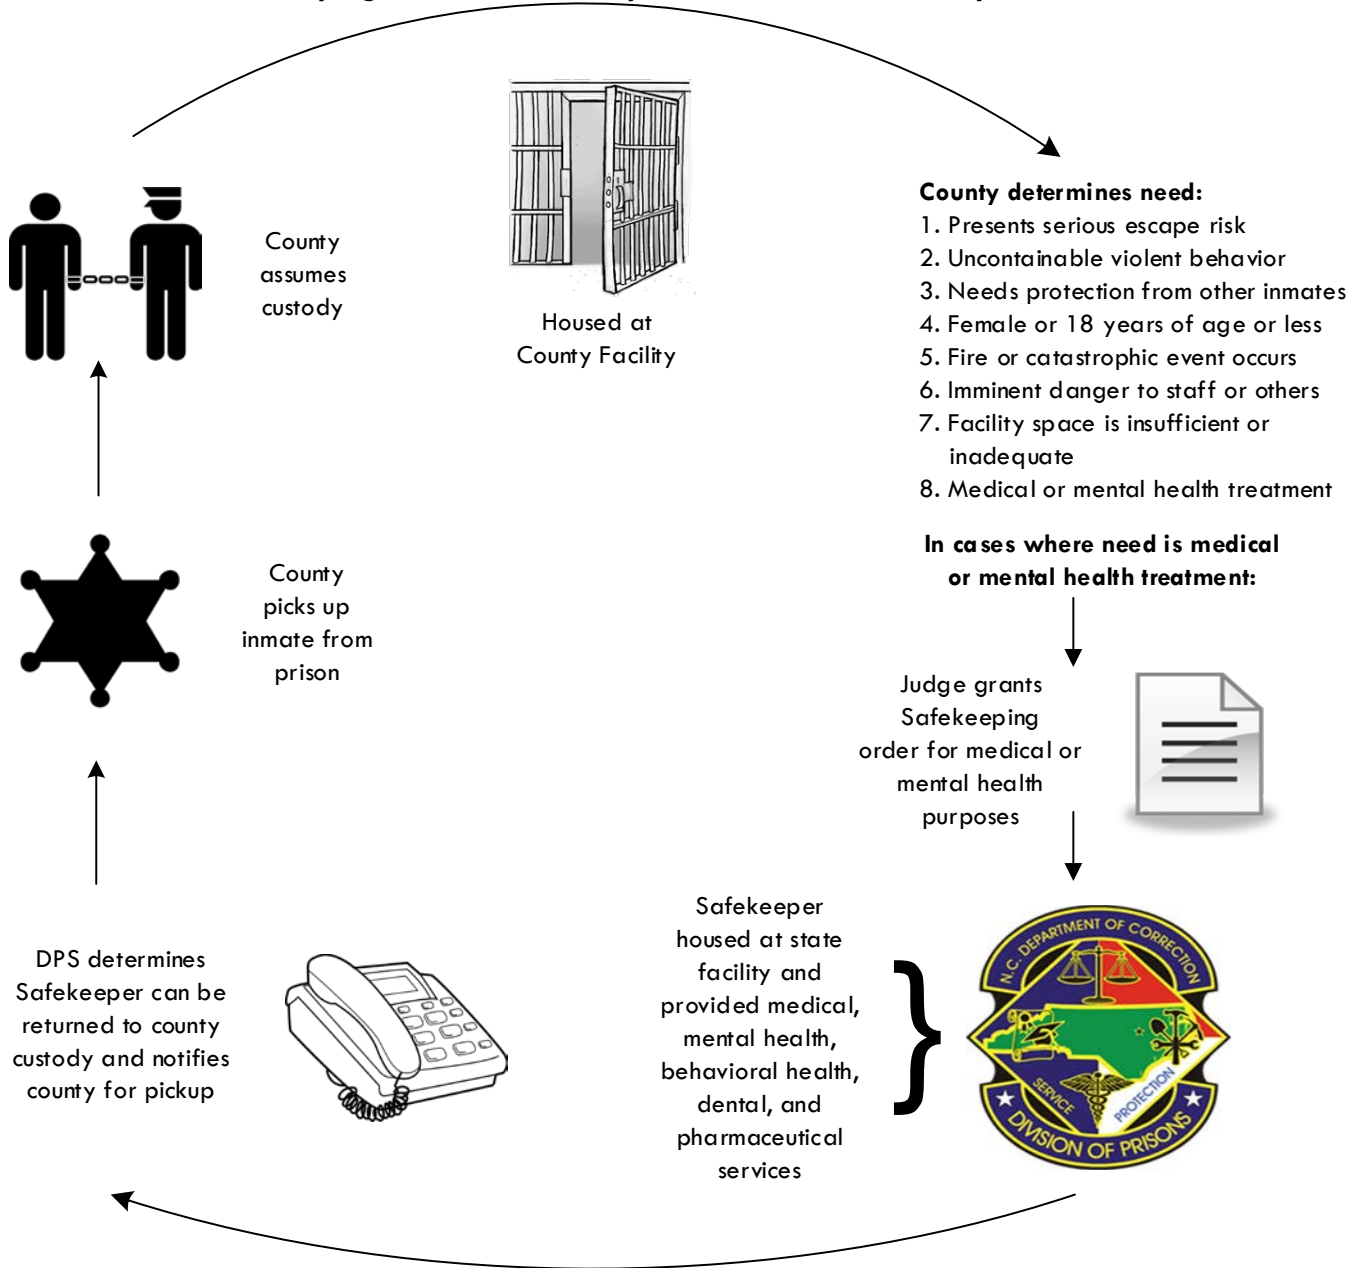 County
assumes
custody
Housed at
County Facility
County determines need:
1. Presents serious escape risk
2. Uncontainable violent behavior
3. Needs protection from other inmates
4. Female or 18 years of age or less
5. Fire or catastrophic event occurs
6. Imminent danger to staff or others
7. Facility space is insufficient or
inadequate
8. Medical or mental health treatment
In cases where need is medical
or mental health treatment:
County
picks up
inmate from
prison
Judge grants
Safekeeping
order for medical or
mental health
purposes
Safekeeper
housed at state
facility and
provided medical,
mental health,
behavioral health,
dental, and
pharmaceutical
services
N.C. DEPARTMENT OF CORRECTION
SERVICE
PROTECTION
DIVISION OF PRISONS
DPS determines
Safekeeper can be
returned to county
custody and notifies
county for pickup